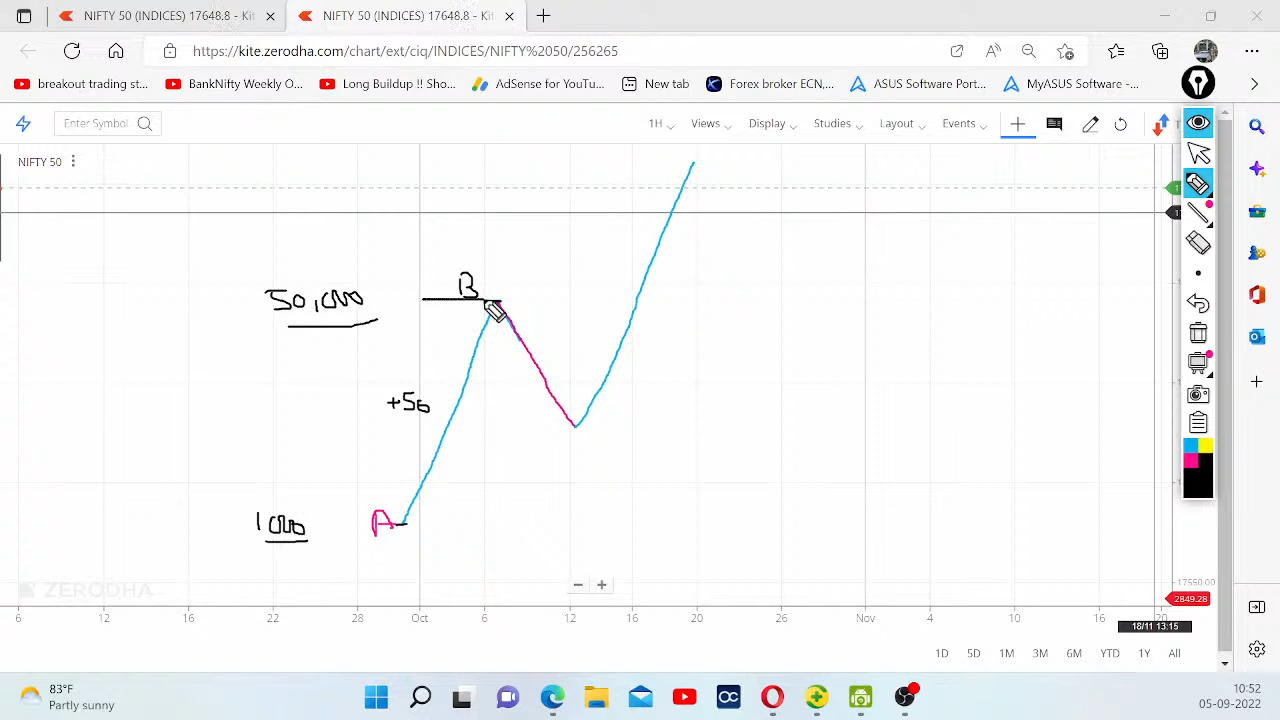 NIFTY 50 (INDICES) 17648.8 - Kit
NIFTY 50 (INDICES) 17648.8 - Kit
https://kite.zerodha.com/chart/ext/ciq/INDICES/NIFTY%2050/256265
breakout trading st...
BankNifty Weekly O...
Long Buildup !! Sho...
AdSense for YouTu...
New tab
Forex broker ECN,...
ASUS Software Port...
MyASUS Software -...
Enter Symbol
1H
Views
Display
Studies
Layout
Events
NIFTY 50
B
50,000
+50
1000
A
ZERODHA
17550.00
2849.28
6 12 16 22 28 Oct 6 12 16 20 26 Nov 4 10 14 20
18/11 13:15
1D 5D 1M 3M 6M YTD 1Y All
83°F
Partly sunny
10:52
05-09-2022